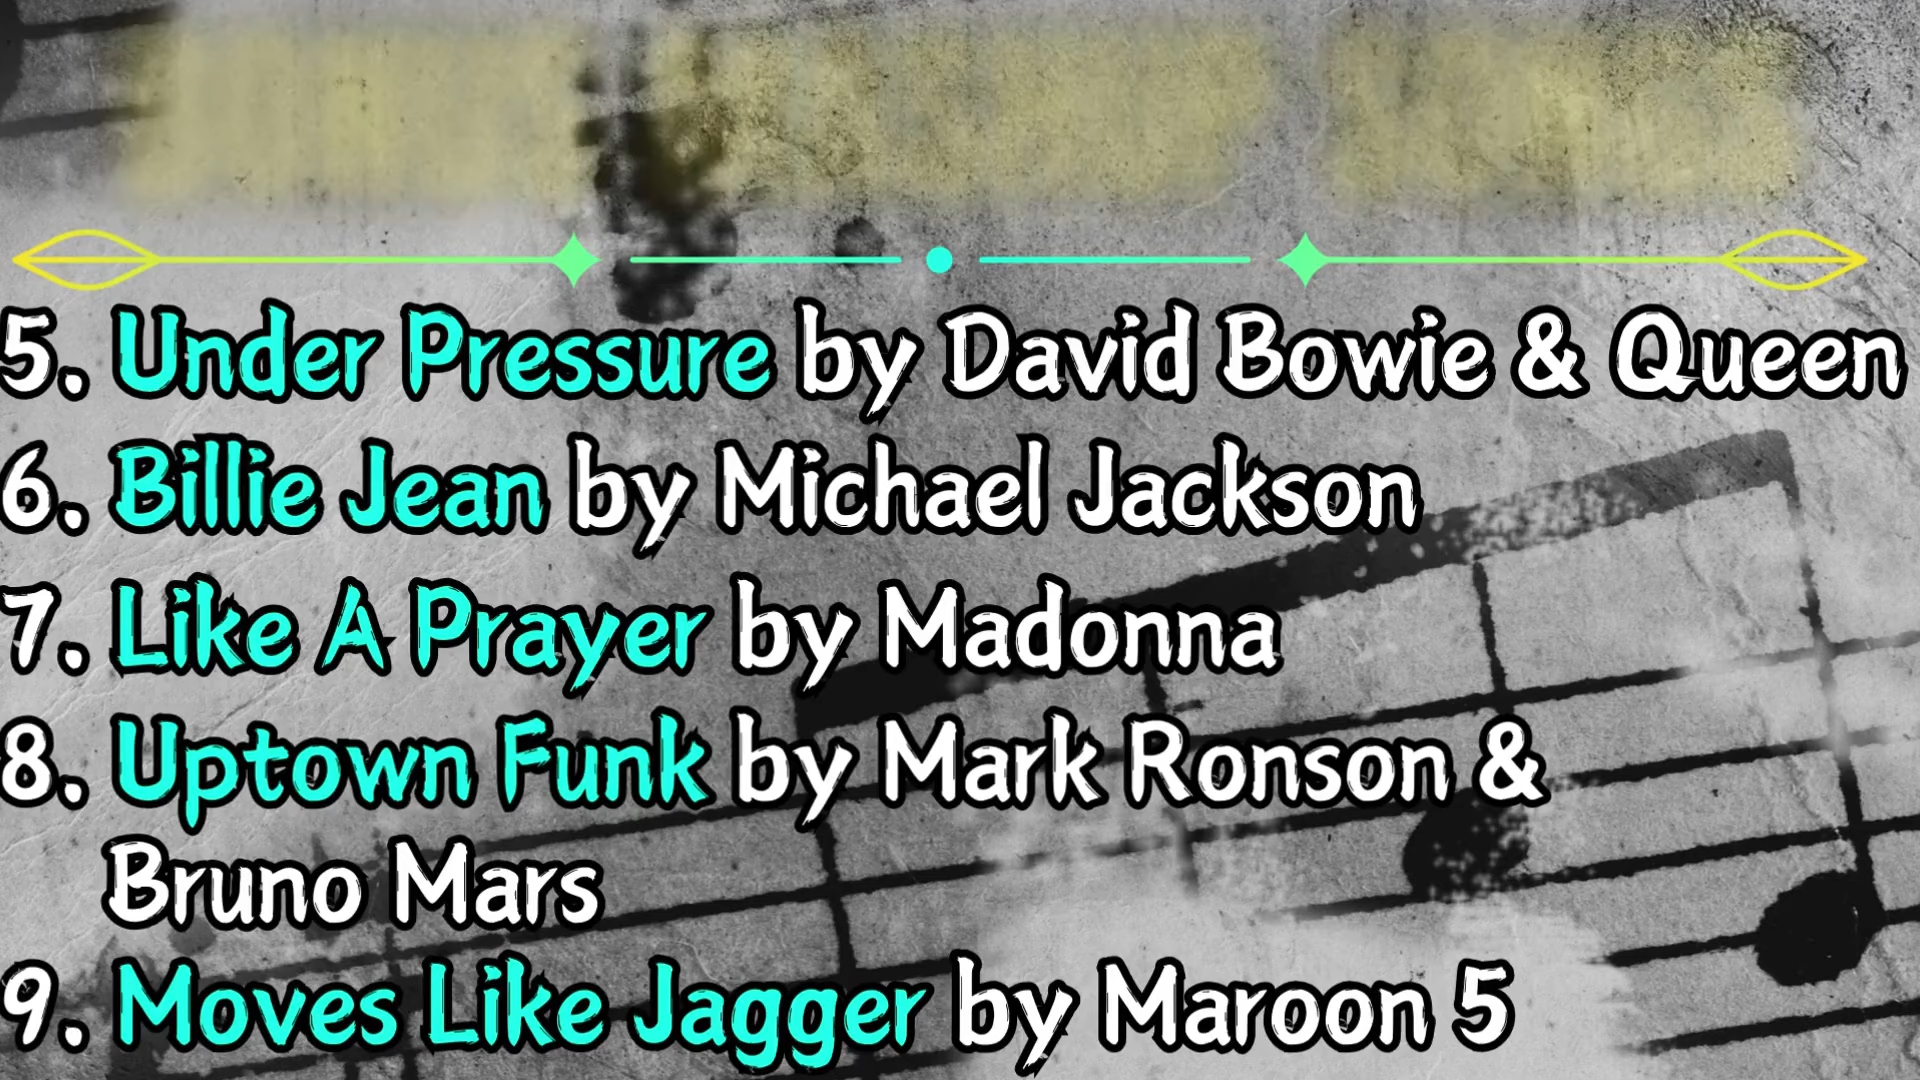 5. Under Pressure by David Bowie & Queen
6. Billie Jean by Michael Jackson
7. Like A Prayer by Madonna
8. Uptown Funk by Mark Ronson &
Bruno Mars
9. Moves Like Jagger by Maroon 5